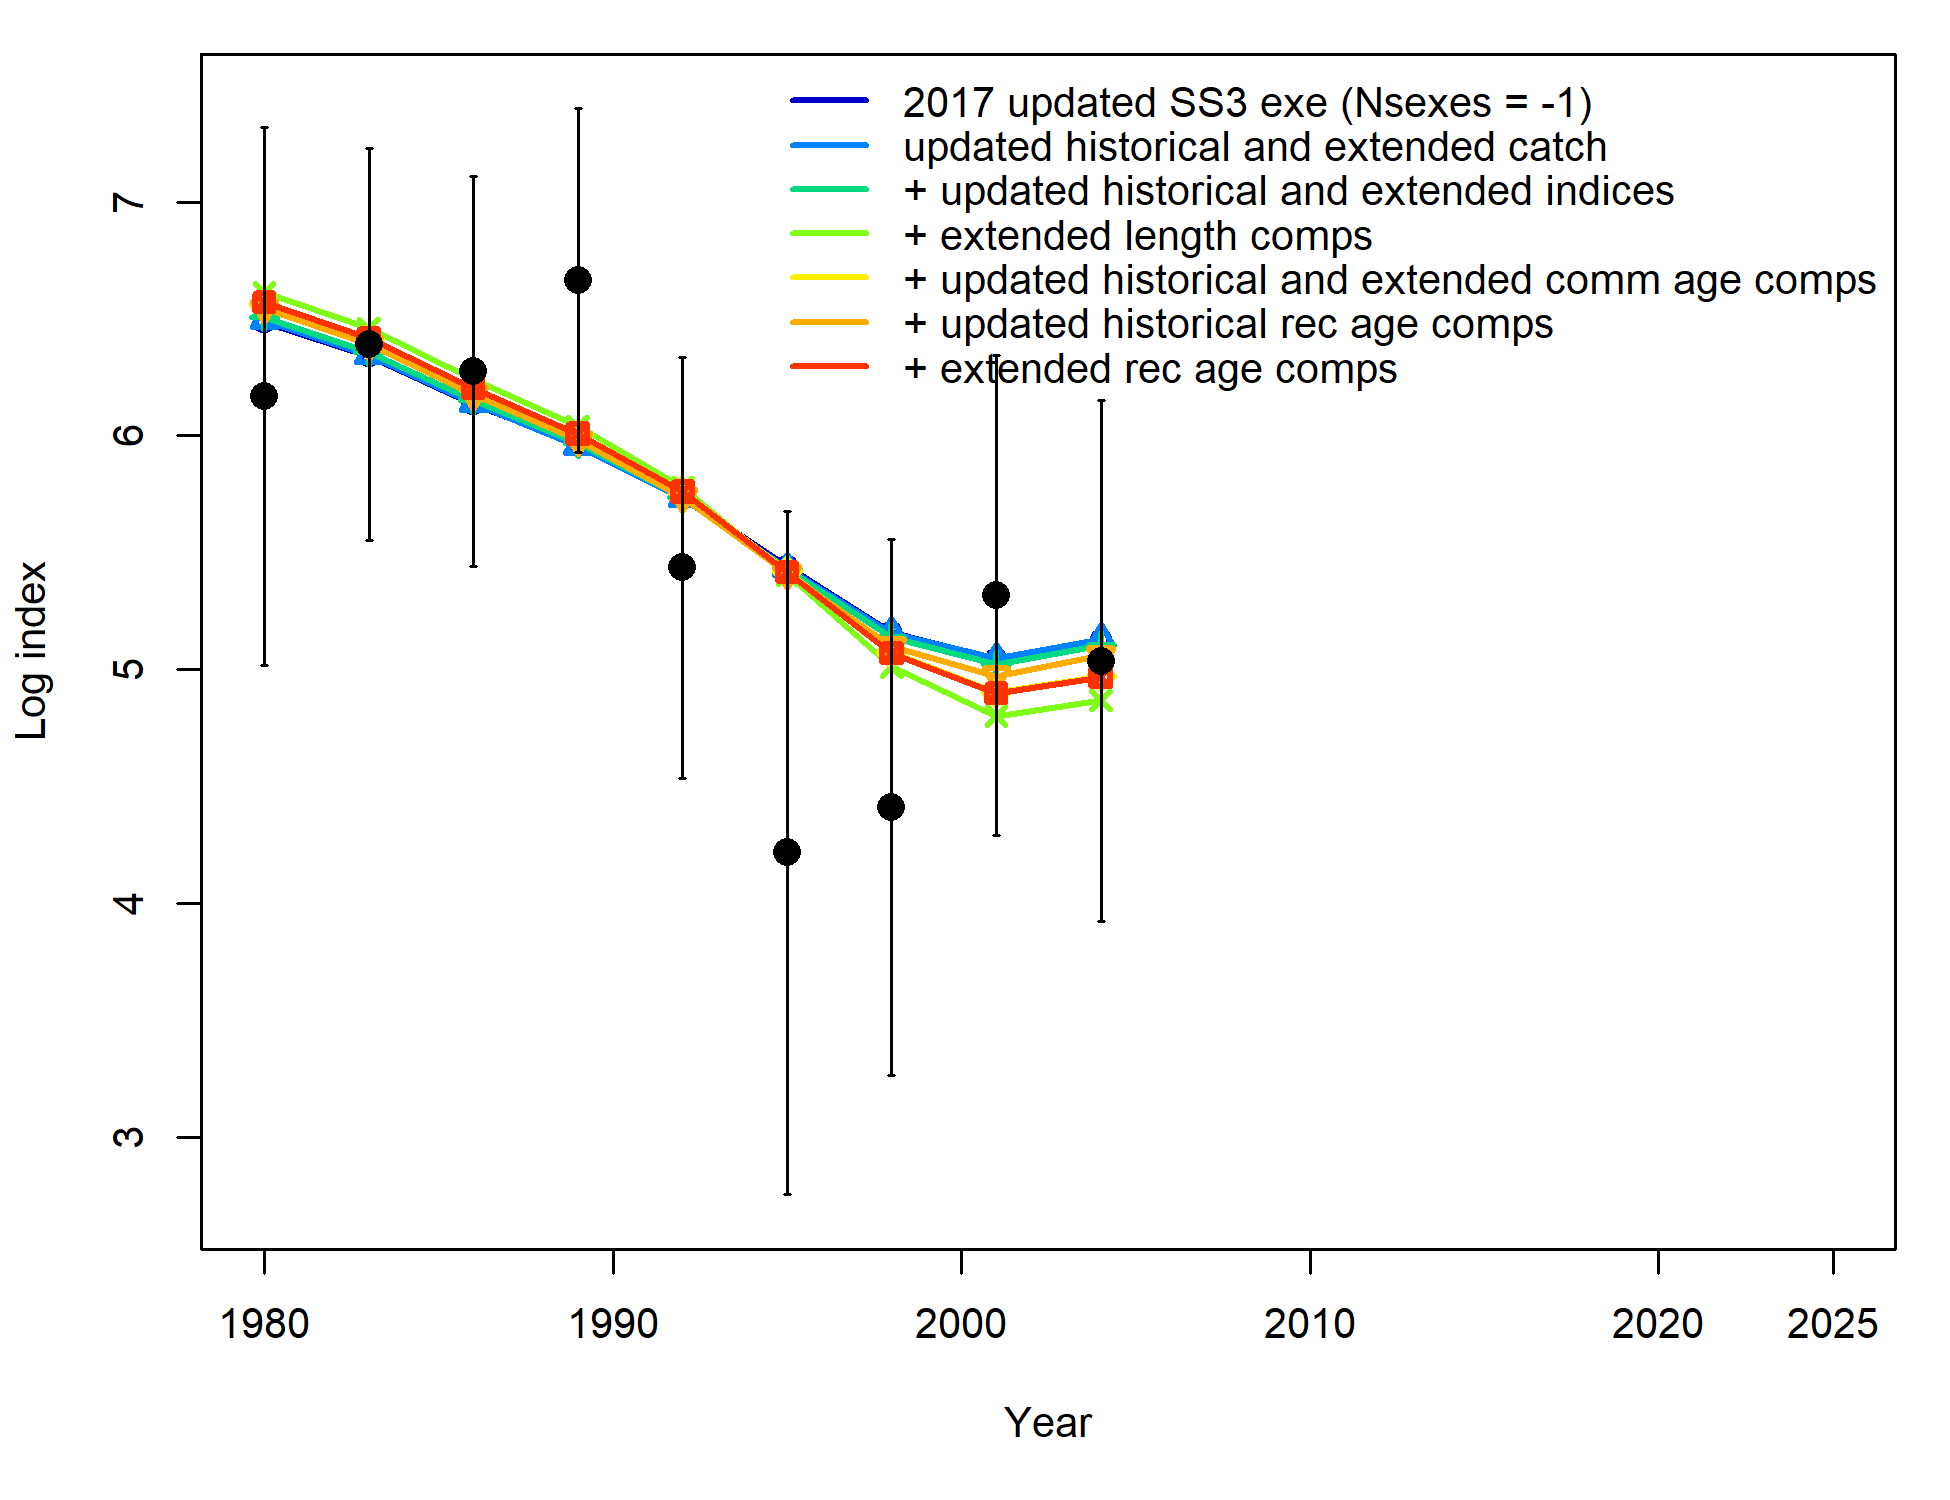 2017 updated SS3 exe (Nsexes = -1)
updated historical and extended catch
+ updated historical and extended indices
+ extended length comps
+ updated historical and extended comm age comps
+ updated historical rec age comps
+ extended rec age comps
Log index
7
6
5
4
3
1980 1990 2000 2010 2020 2025
Year